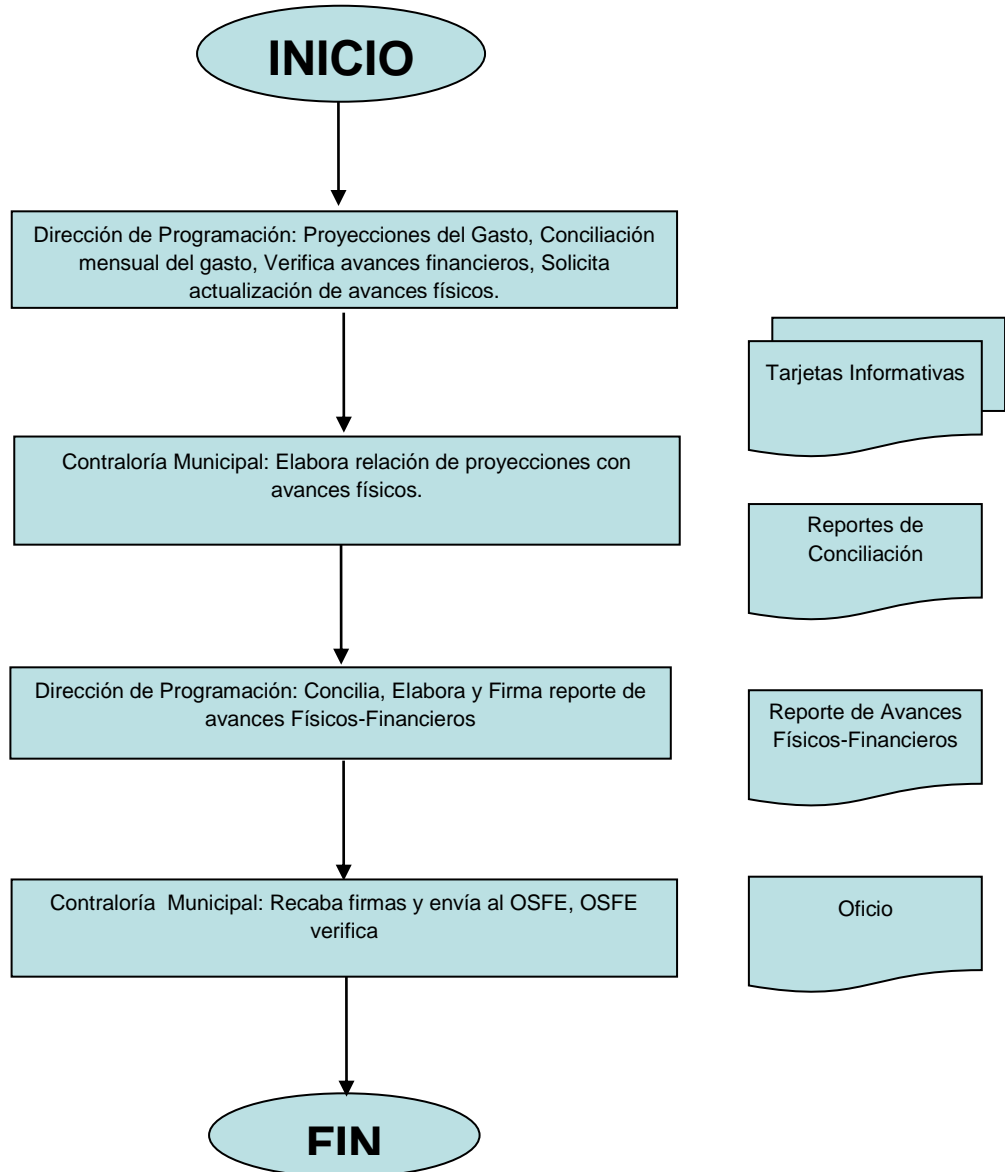 INICIO
Dirección de Programación: Proyecciones del Gasto, Conciliación
mensual del gasto, Verifica avances financieros, Solicita
actualización de avances físicos.
Tarjetas Informativas
Contraloría Municipal: Elabora relación de proyecciones con
avances físicos.
Reportes de
Conciliación
Dirección de Programación: Concilia, Elabora y Firma reporte de
avances Físicos-Financieros
Reporte de Avances
Físicos-Financieros
Contraloría Municipal: Recaba firmas y envía al OSFE, OSFE
verifica
Oficio
FIN